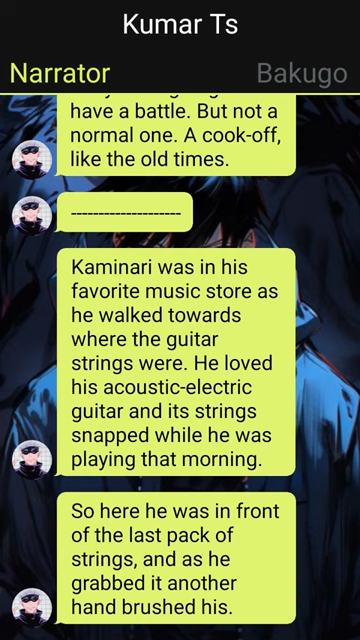 Kumar Ts
Narrator
Bakugo
have a battle. But not a
normal one. A cook-off,
like the old times.
--------------------
Kaminari was in his
favorite music store as
he walked towards
where the guitar
strings were. He loved
his acoustic-electric
guitar and its strings
snapped while he was
playing that morning.
So here he was in front
of the last pack of
strings, and as he
grabbed it another
hand brushed his.